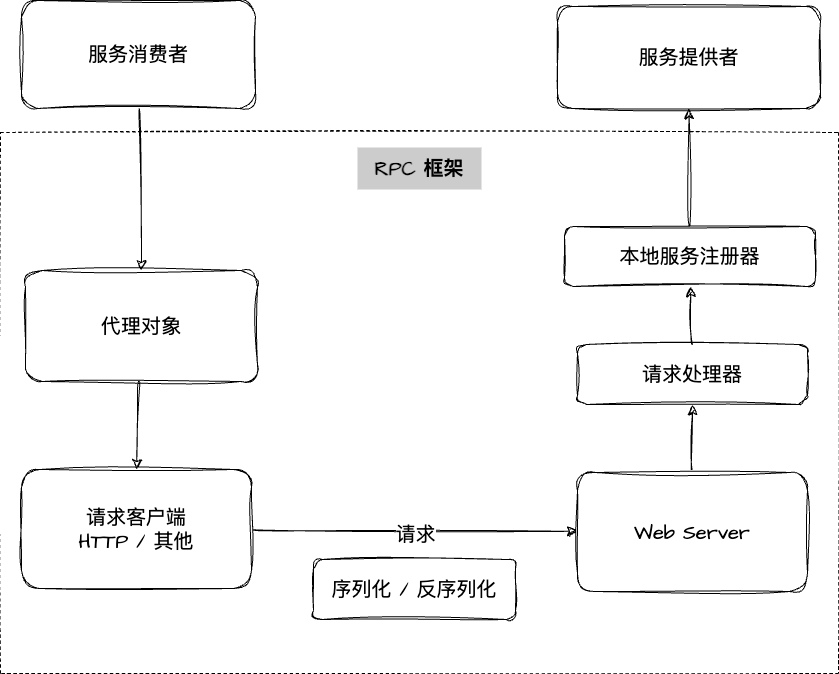 服务消费者
服务提供者
RPC 框架
本地服务注册器
代理对象
请求处理器
请求客户端
HTTP / 其他
请求
Web Server
序列化 / 反序列化